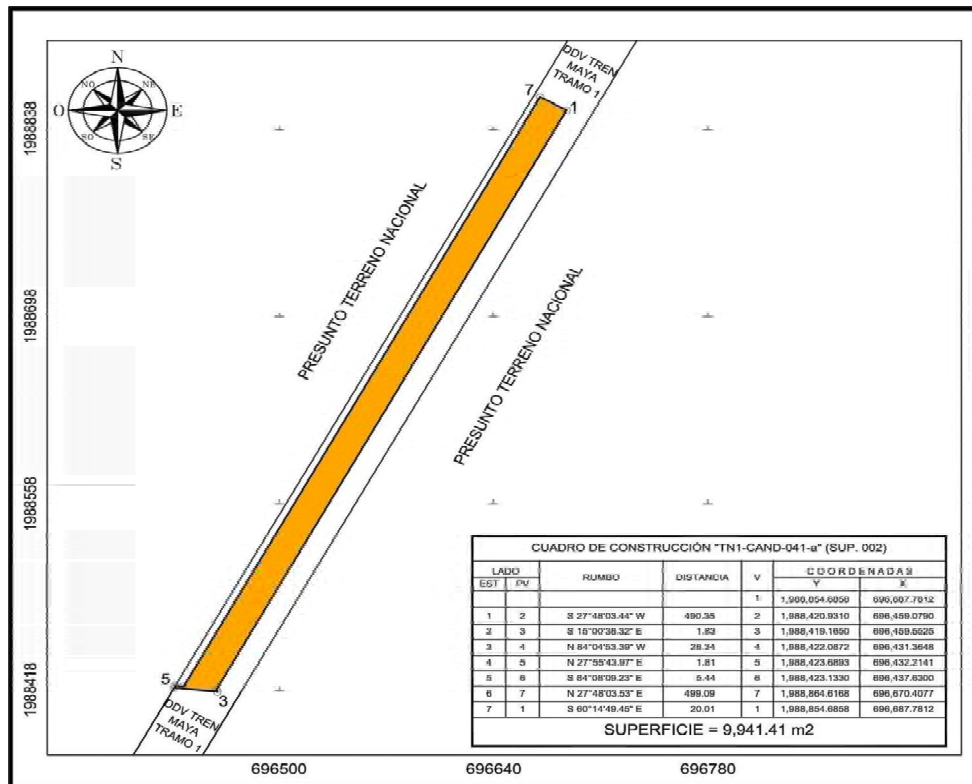 N
NO
NE
O
E
SO
SE
S
DDV TREN
MAYA
TRAMO 1
7
1
1988838
PRESUNTO TERRENO NACIONAL
1988698
PRESUNTO TERRENO NACIONAL
1988558
1988418
5
3
DDV TREN
MAYA
TRAMO 1
696500
696640
696780
CUADRO DE CONSTRUCCIÓN "TN1-CAND-041-a" (SUP. 002)
LADO RUMBO DISTANCIA V COORDENADAS
EST PV Y X
1 1,988,854.6858 696,687.7812
1 2 S 27°48'03.44" W 490.35 2 1,988,420.9310 696,459.0790
2 3 S 15°00'38.32" E 1.83 3 1,988,419.1650 696,459.5525
3 4 N 84°04'53.39" W 28.34 4 1,988,422.0872 696,431.3648
4 5 N 27°55'43.97" E 1.81 5 1,988,423.6893 696,432.2141
5 6 S 84°08'09.23" E 5.44 6 1,988,423.1330 696,437.6300
6 7 N 27°48'03.53" E 499.09 7 1,988,864.6168 696,670.4077
7 1 S 60°14'49.45" E 20.01 1 1,988,854.6858 696,687.7812
SUPERFICIE = 9,941.41 m2